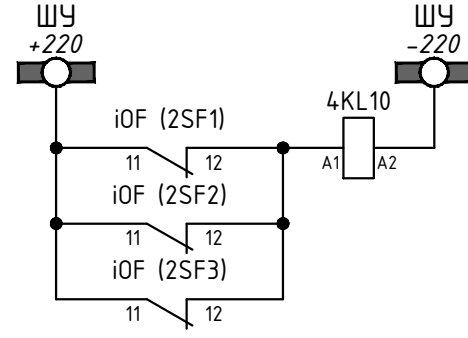 ШУ ШУ
+220 -220
4KL10
iOF (2SF1)
A1 A2
11 12
iOF (2SF2)
11 12
iOF (2SF3)
11 12